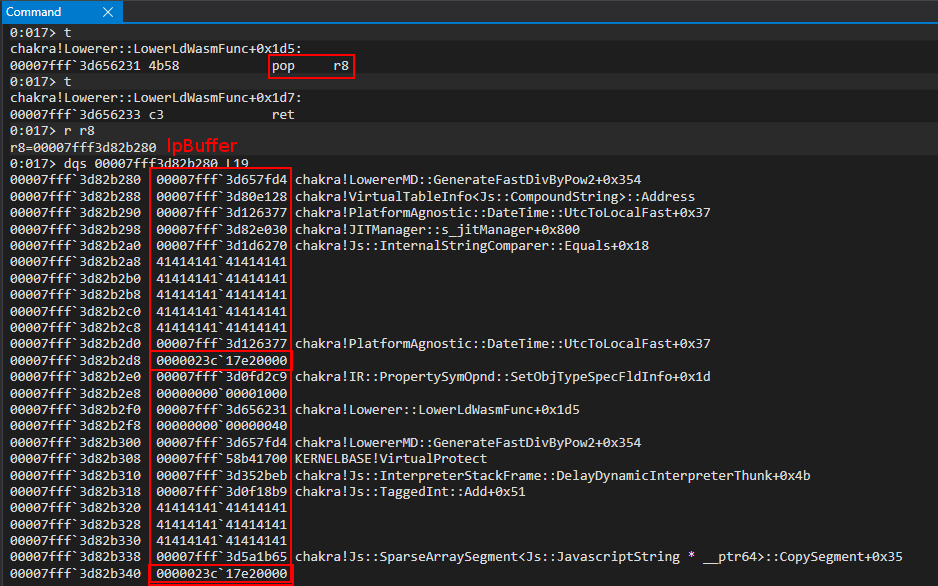 Command ×
0:017> t
chakra!Lowerer::LowerLdWasmFunc+0x1d5:
00007fff`3d656231 4b58 pop r8
0:017> t
chakra!Lowerer::LowerLdWasmFunc+0x1d7:
00007fff`3d656233 c3 ret
0:017> r r8
r8=00007fff3d82b280 lpBuffer
0:017> dqs 00007fff3d82b280 L19
00007fff`3d82b280 00007fff`3d657fd4 chakra!LowererMD::GenerateFastDivByPow2+0x354
00007fff`3d82b288 00007fff`3d80e128 chakra!VirtualTableInfo<Js::CompoundString>::Address
00007fff`3d82b290 00007fff`3d126377 chakra!PlatformAgnostic::DateTime::UtcToLocalFast+0x37
00007fff`3d82b298 00007fff`3d82e030 chakra!JITManager::s_jitManager+0x800
00007fff`3d82b2a0 00007fff`3d1d6270 chakra!Js::InternalStringComparer::Equals+0x18
00007fff`3d82b2a8 41414141`41414141
00007fff`3d82b2b0 41414141`41414141
00007fff`3d82b2b8 41414141`41414141
00007fff`3d82b2c0 41414141`41414141
00007fff`3d82b2c8 41414141`41414141
00007fff`3d82b2d0 00007fff`3d126377 chakra!PlatformAgnostic::DateTime::UtcToLocalFast+0x37
00007fff`3d82b2d8 0000023c`17e20000
00007fff`3d82b2e0 00007fff`3d0fd2c9 chakra!IR::PropertySymOpnd::SetObjTypeSpecFldInfo+0x1d
00007fff`3d82b2e8 00000000`00001000
00007fff`3d82b2f0 00007fff`3d656231 chakra!Lowerer::LowerLdWasmFunc+0x1d5
00007fff`3d82b2f8 00000000`00000040
00007fff`3d82b300 00007fff`3d657fd4 chakra!LowererMD::GenerateFastDivByPow2+0x354
00007fff`3d82b308 00007fff`58b41700 KERNELBASE!VirtualProtect
00007fff`3d82b310 00007fff`3d352beb chakra!Js::InterpreterStackFrame::DelayDynamicInterpreterThunk+0x4b
00007fff`3d82b318 00007fff`3d0f18b9 chakra!Js::TaggedInt::Add+0x51
00007fff`3d82b320 41414141`41414141
00007fff`3d82b328 41414141`41414141
00007fff`3d82b330 41414141`41414141
00007fff`3d82b338 00007fff`3d5a1b65 chakra!Js::SparseArraySegment<Js::JavascriptString * __ptr64>::CopySegment+0x35
00007fff`3d82b340 0000023c`17e20000